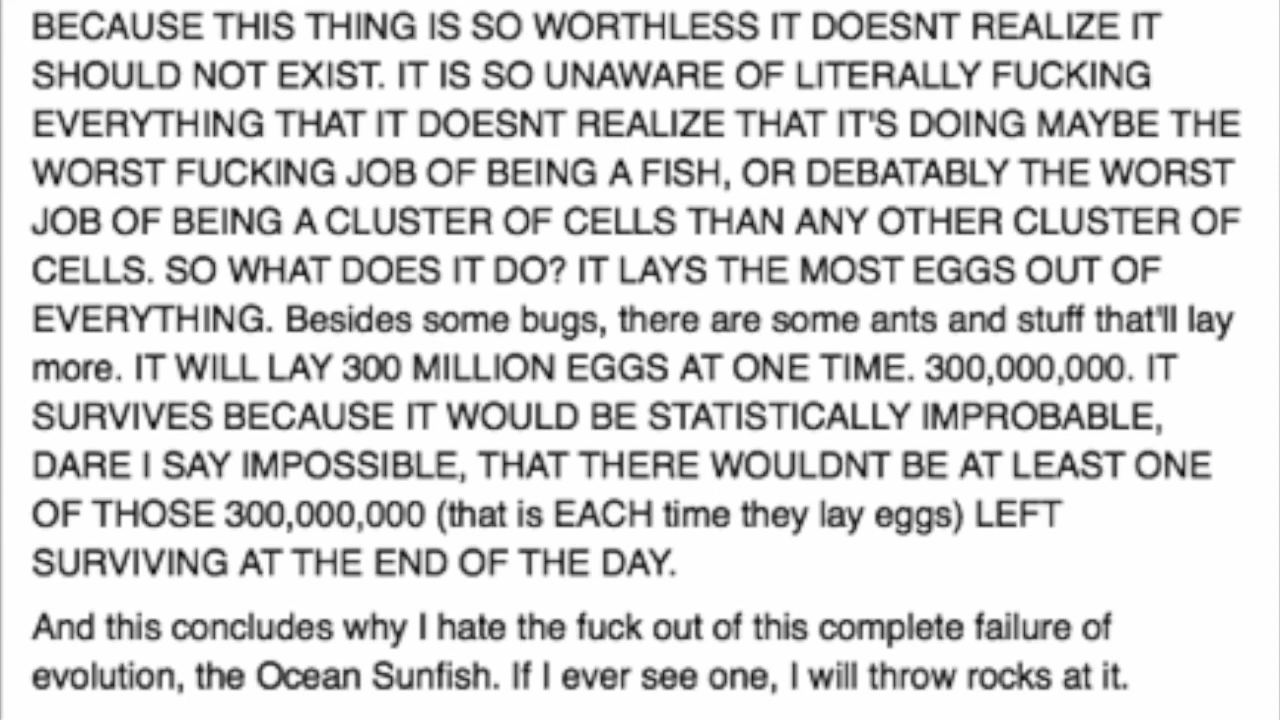 BECAUSE THIS THING IS SO WORTHLESS IT DOESNT REALIZE IT
SHOULD NOT EXIST. IT IS SO UNAWARE OF LITERALLY FUCKING
EVERYTHING THAT IT DOESNT REALIZE THAT IT'S DOING MAYBE THE
WORST FUCKING JOB OF BEING A FISH, OR DEBATABLY THE WORST
JOB OF BEING A CLUSTER OF CELLS THAN ANY OTHER CLUSTER OF
CELLS. SO WHAT DOES IT DO? IT LAYS THE MOST EGGS OUT OF
EVERYTHING. Besides some bugs, there are some ants and stuff that'll lay
more. IT WILL LAY 300 MILLION EGGS AT ONE TIME. 300,000,000. IT
SURVIVES BECAUSE IT WOULD BE STATISTICALLY IMPROBABLE,
DARE I SAY IMPOSSIBLE, THAT THERE WOULDNT BE AT LEAST ONE
OF THOSE 300,000,000 (that is EACH time they lay eggs) LEFT
SURVIVING AT THE END OF THE DAY.
And this concludes why I hate the fuck out of this complete failure of
evolution, the Ocean Sunfish. If I ever see one, I will throw rocks at it.